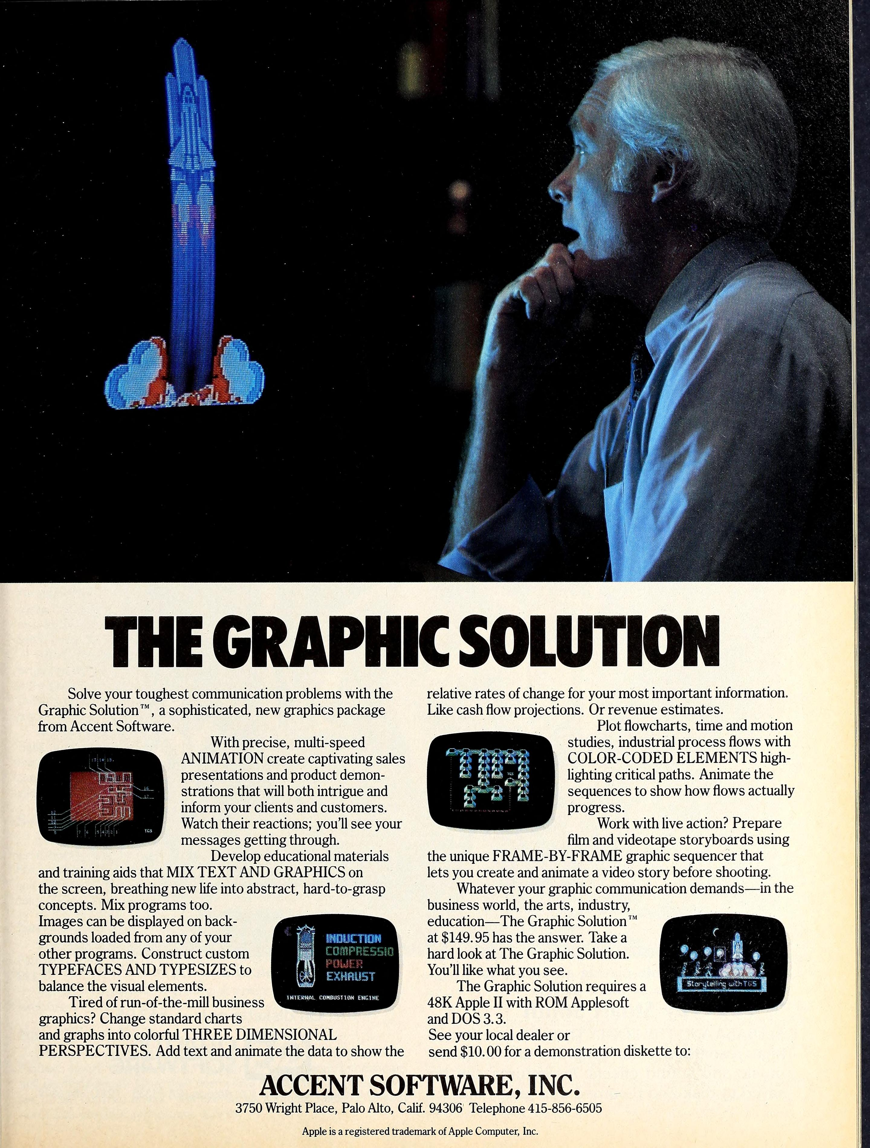 THE GRAPHIC SOLUTION
Solve your toughest communication problems with the
Graphic Solution™, a sophisticated, new graphics package
from Accent Software.
With precise, multi-speed
ANIMATION create captivating sales
presentations and product demon-
strations that will both intrigue and
inform your clients and customers.
Watch their reactions; you'll see your
messages getting through.
Develop educational materials
and training aids that MIX TEXT AND GRAPHICS on
the screen, breathing new life into abstract, hard-to-grasp
concepts. Mix programs too.
Images can be displayed on back-
grounds loaded from any of your
other programs. Construct custom
TYPEFACES AND TYPESIZES to
balance the visual elements.
Tired of run-of-the-mill business
graphics? Change standard charts
and graphs into colorful THREE DIMENSIONAL
PERSPECTIVES. Add text and animate the data to show the
TGS
INDUCTION
COMPRESSIO
POWER
EXHAUST
INTERNAL COMBUSTION ENGINE
relative rates of change for your most important information.
Like cash flow projections. Or revenue estimates.
Plot flowcharts, time and motion
studies, industrial process flows with
COLOR-CODED ELEMENTS high-
lighting critical paths. Animate the
sequences to show how flows actually
progress.
Work with live action? Prepare
film and videotape storyboards using
the unique FRAME-BY-FRAME graphic sequencer that
lets you create and animate a video story before shooting.
Whatever your graphic communication demands—in the
business world, the arts, industry,
education—The Graphic Solution™
at $149.95 has the answer. Take a
hard look at The Graphic Solution.
You'll like what you see.
The Graphic Solution requires a
48K Apple II with ROM Applesoft
and DOS 3.3.
See your local dealer or
send $10.00 for a demonstration diskette to:
Storytelling with TGS
ACCENT SOFTWARE, INC.
3750 Wright Place, Palo Alto, Calif. 94306 Telephone 415-856-6505
Apple is a registered trademark of Apple Computer, Inc.